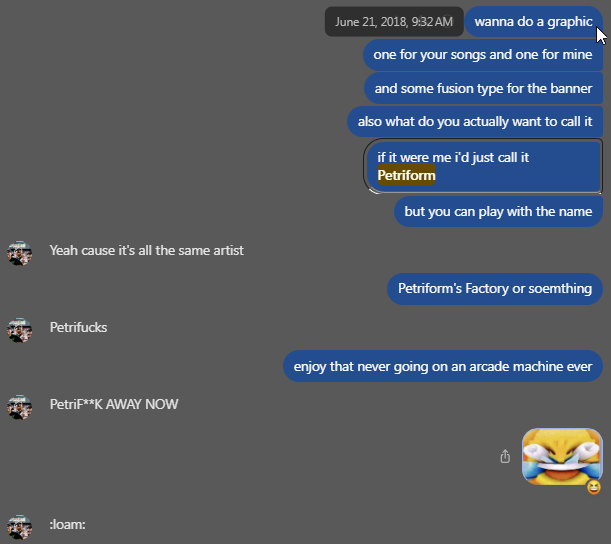 June 21, 2018, 9:32 AM
wanna do a graphic
one for your songs and one for mine
and some fusion type for the banner
also what do you actually want to call it
if it were me i'd just call it
Petriform
but you can play with the name
Yeah cause it's all the same artist
Petriform's Factory or soemthing
Petrifucks
enjoy that never going on an arcade machine ever
PetriF**K AWAY NOW
:loam: